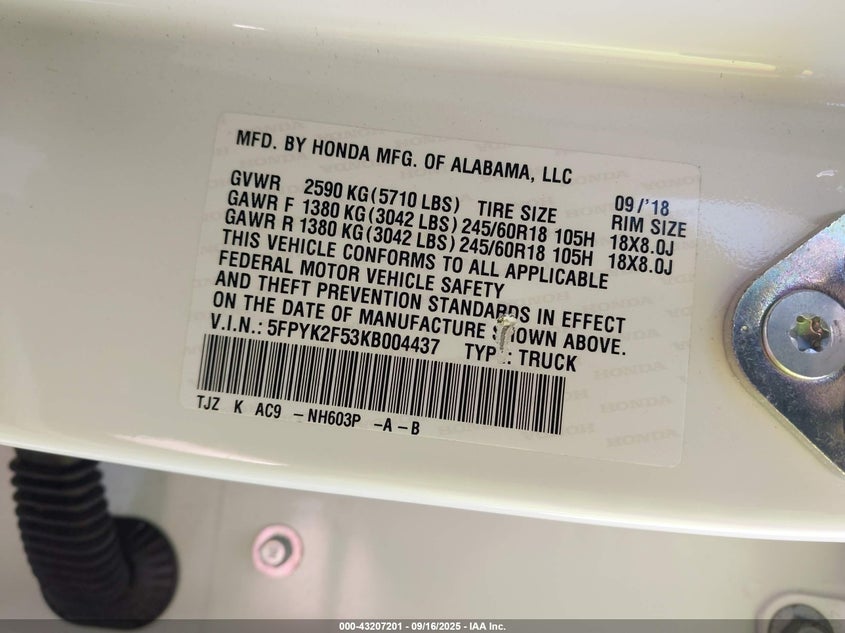 MFD. BY HONDA MFG. OF ALABAMA, LLC
GVWR 2590 KG (5710 LBS) TIRE SIZE 09/'18 RIM SIZE
GAWR F 1380 KG (3042 LBS) 245/60R18 105H 18X8.0J
GAWR R 1380 KG (3042 LBS) 245/60R18 105H 18X8.0J
THIS VEHICLE CONFORMS TO ALL APPLICABLE
FEDERAL MOTOR VEHICLE SAFETY
AND THEFT PREVENTION STANDARDS IN EFFECT
ON THE DATE OF MANUFACTURE SHOWN ABOVE.
V.I.N.: 5FPYK2F53KB004437 TYPE: TRUCK
TJZ K AC9 - NH603P - A - B
000-43207201 - 09/16/2025 - IAA Inc.